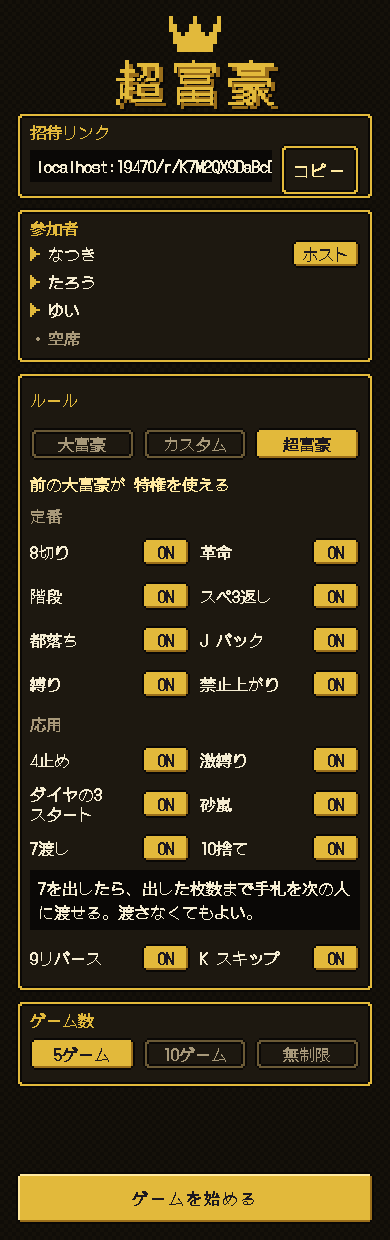 超富豪
招待リンク
localhost:19470/r/K7M2QX9DaBc
コピー
参加者
なつき ホスト
たろう
ゆい
・空席
ルール
大富豪 カスタム 超富豪
前の大富豪が 特権を使える
定番
8切り ON 革命 ON
階段 ON スペ3返し ON
都落ち ON J バック ON
縛り ON 禁止上がり ON
応用
4止め ON 激縛り ON
ダイヤの3
スタート ON 砂嵐 ON
7渡し ON 10捨て ON
7を出したら、出した枚数まで手札を次の人
に渡せる。渡さなくてもよい。
9リバース ON K スキップ ON
ゲーム数
5ゲーム 10ゲーム 無制限
ゲームを始める